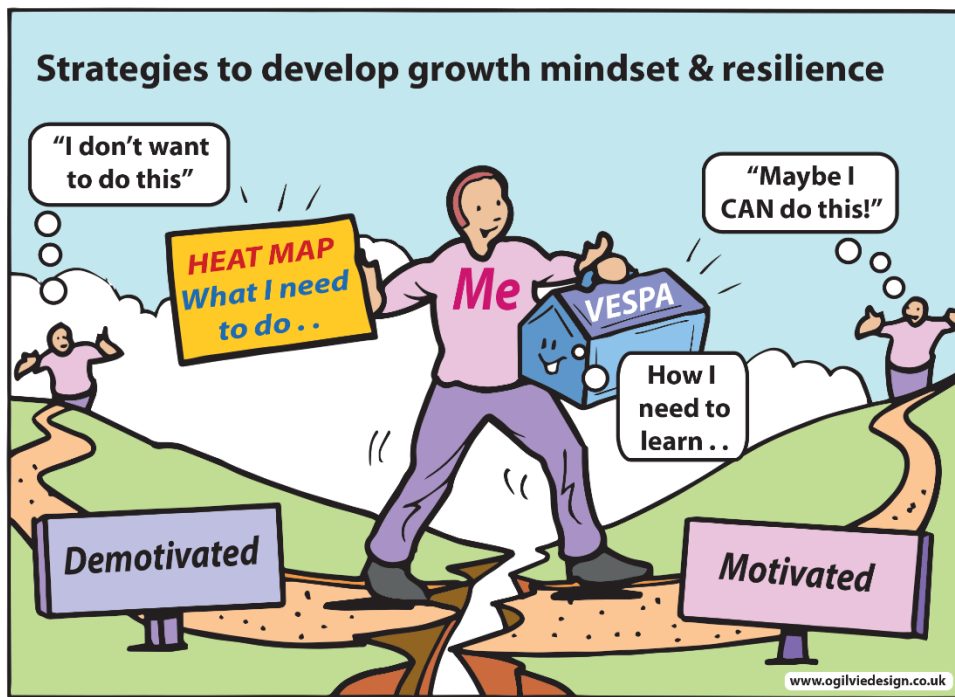 Strategies to develop growth mindset & resilience
“I don’t want
to do this”
“Maybe I
CAN do this!”
HEAT MAP
What I need
to do . .
Me
VESPA
How I
need to
learn . .
Demotivated
Motivated
www.ogilviedesign.co.uk